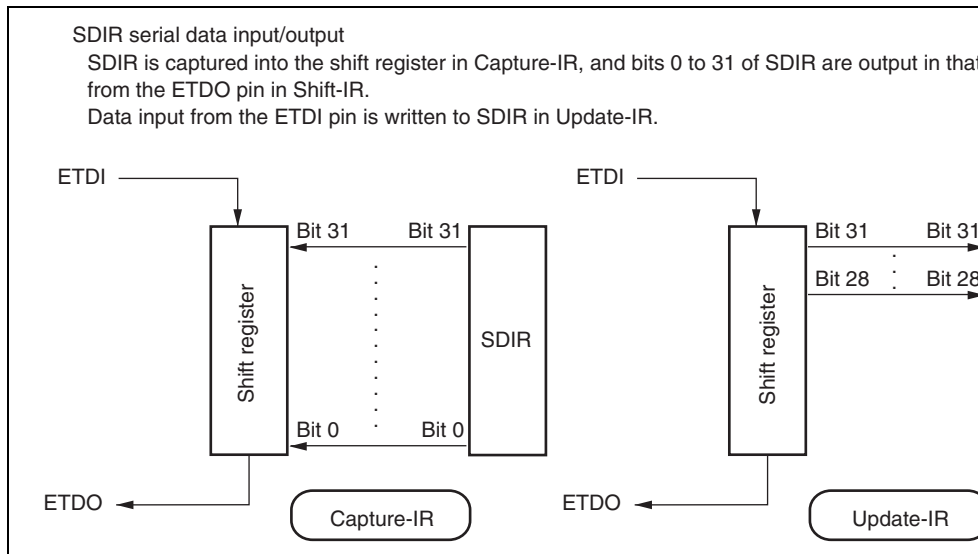 SDIR serial data input/output
SDIR is captured into the shift register in Capture-IR, and bits 0 to 31 of SDIR are output in that
from the ETDO pin in Shift-IR.
Data input from the ETDI pin is written to SDIR in Update-IR.
ETDI
Shift register
Bit 31
Bit 31
SDIR
Bit 0
Bit 0
ETDO
Capture-IR
ETDI
Shift register
Bit 31
Bit 31
Bit 28
Bit 28
ETDO
Update-IR